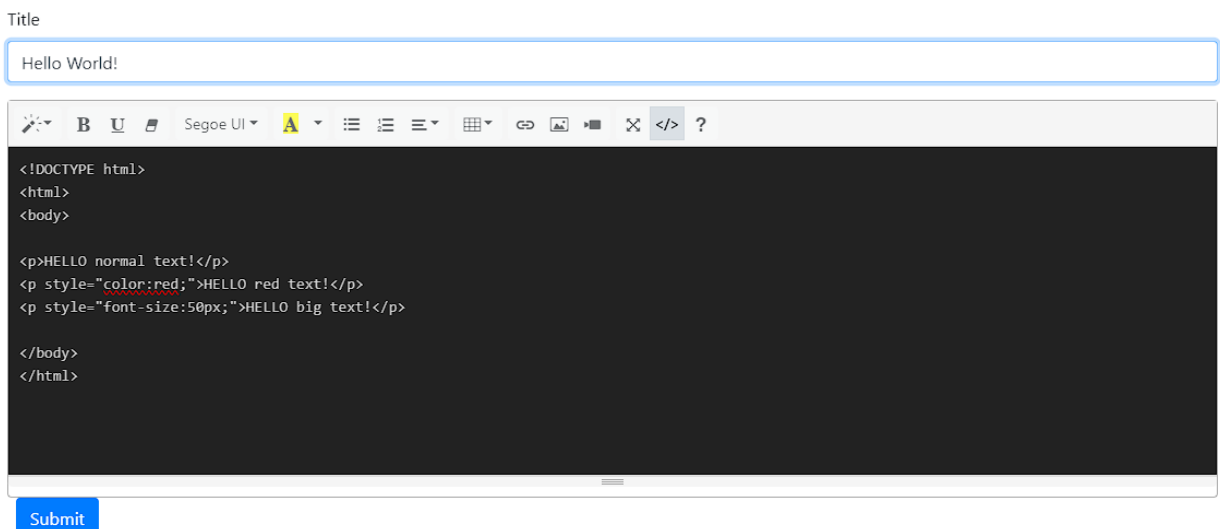 Title
Hello World!
B U Segoe UI A </> ?
<!DOCTYPE html>
<html>
<body>
<p>HELLO normal text!</p>
<p style="color:red;">HELLO red text!</p>
<p style="font-size:50px;">HELLO big text!</p>
</body>
</html>
Submit